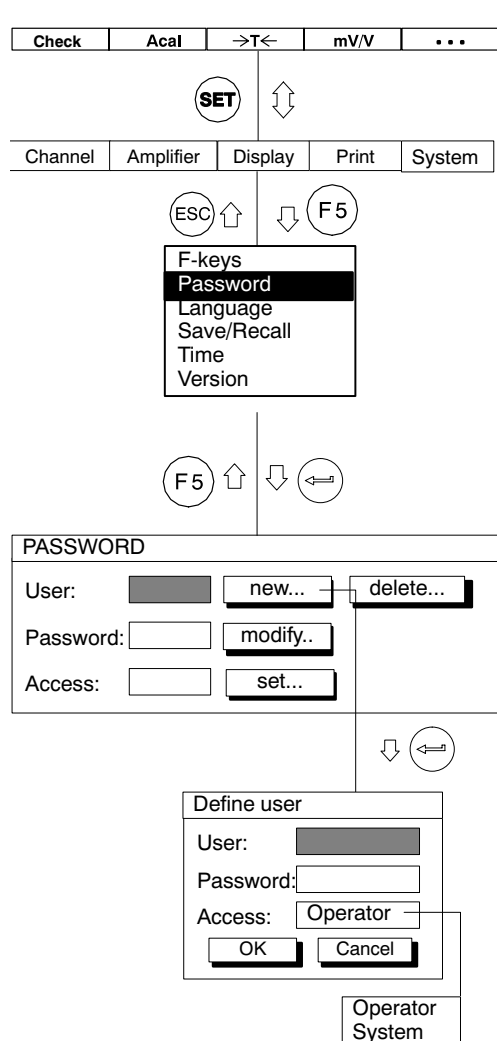 Check Acal →T← mV/V ...
SET
Channel Amplifier Display Print System
ESC F5
F-keys
Password
Language
Save/Recall
Time
Version
F5
PASSWORD
User: new... delete...
Password: modify..
Access: set...
Define user
User:
Password:
Access: Operator
OK Cancel
Operator
System